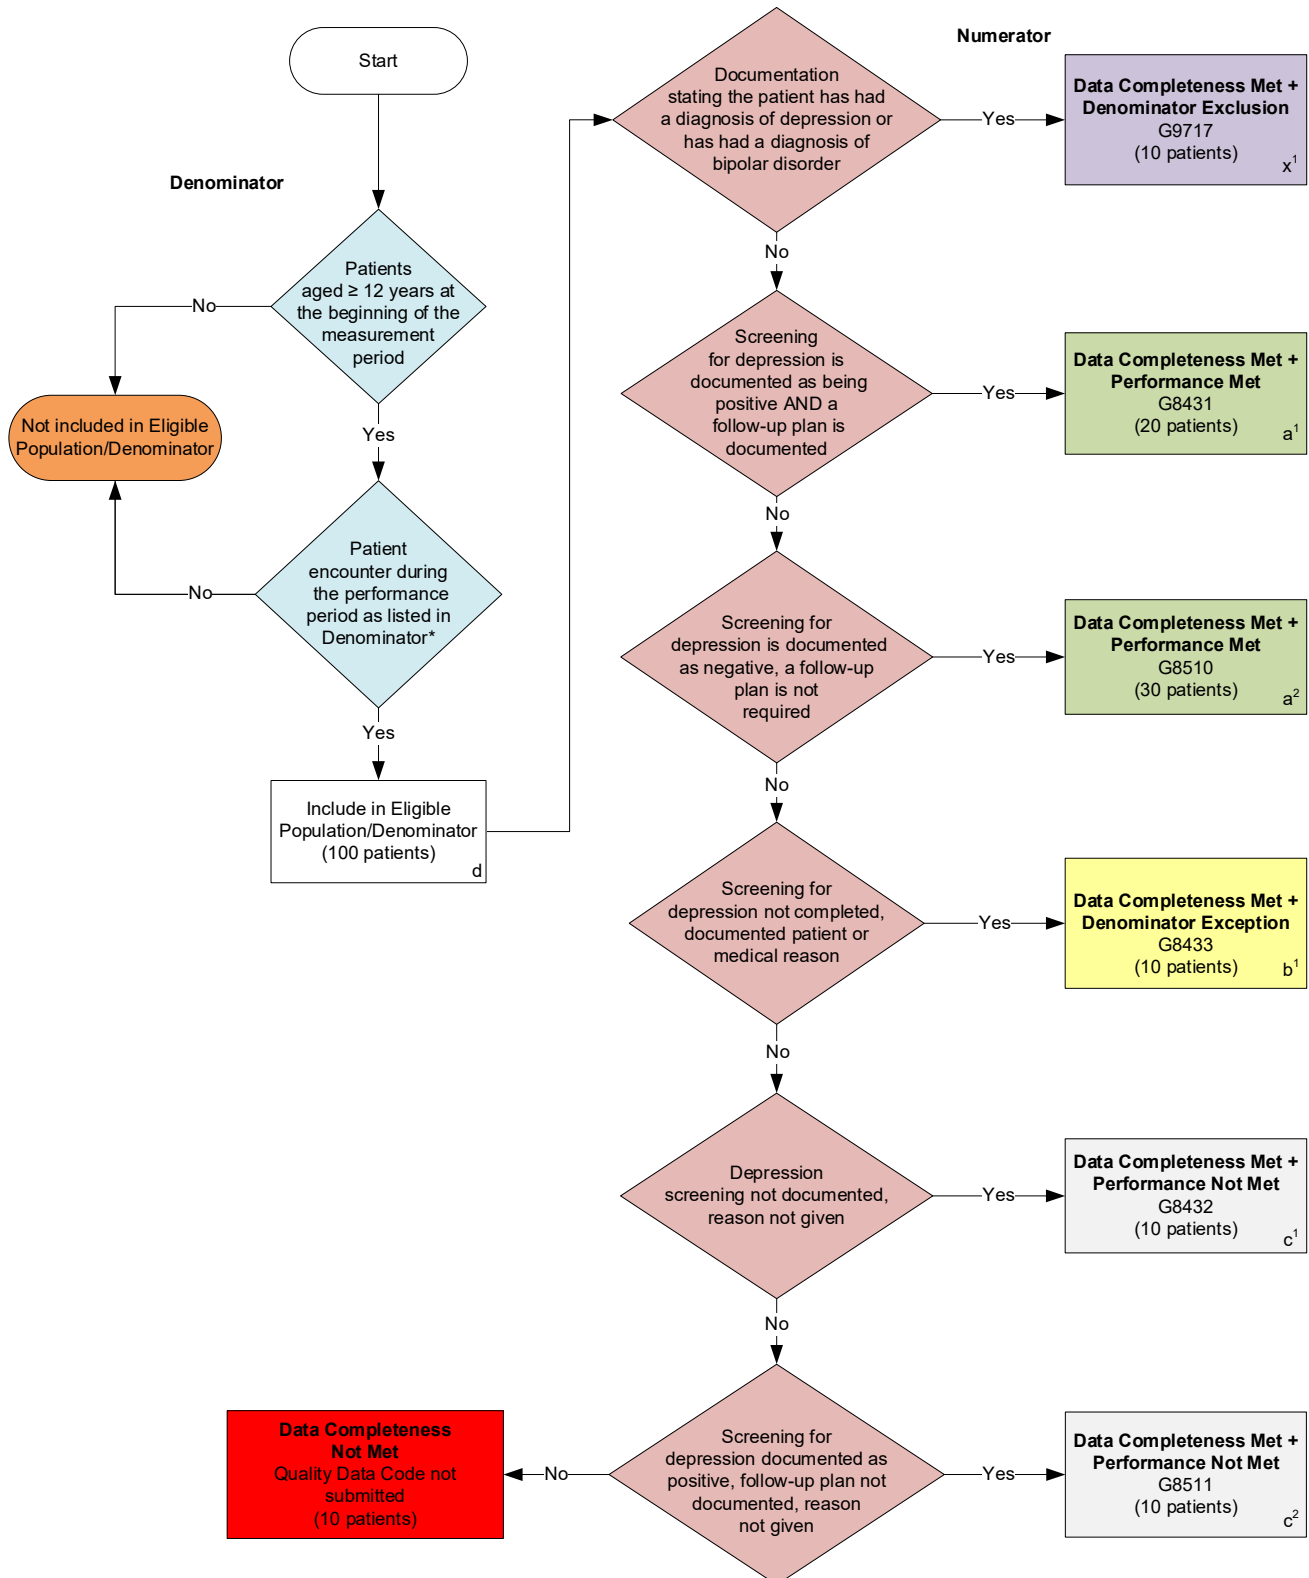 Start
Denominator
Patients
aged ≥ 12 years at
the beginning of the
measurement
period
No
Yes
Not included in Eligible
Population/Denominator
Patient
encounter during
the performance
period as listed in
Denominator*
No
Yes
Include in Eligible
Population/Denominator
(100 patients)
d
Numerator
Documentation
stating the patient has had
a diagnosis of depression or
has had a diagnosis of
bipolar disorder
Yes
Data Completeness Met +
Denominator Exclusion
G9717
(10 patients)
x¹
No
Screening
for depression is
documented as being
positive AND a
follow-up plan is
documented
Yes
Data Completeness Met +
Performance Met
G8431
(20 patients)
a¹
No
Screening for
depression is documented
as negative, a follow-up
plan is not
required
Yes
Data Completeness Met +
Performance Met
G8510
(30 patients)
a²
No
Screening for
depression not completed,
documented patient or
medical reason
Yes
Data Completeness Met +
Denominator Exception
G8433
(10 patients)
b¹
No
Depression
screening not documented,
reason not given
Yes
Data Completeness Met +
Performance Not Met
G8432
(10 patients)
c¹
No
Screening for
depression documented as
positive, follow-up plan not
documented, reason
not given
Yes
Data Completeness Met +
Performance Not Met
G8511
(10 patients)
c²
No
Data Completeness
Not Met
Quality Data Code not
submitted
(10 patients)